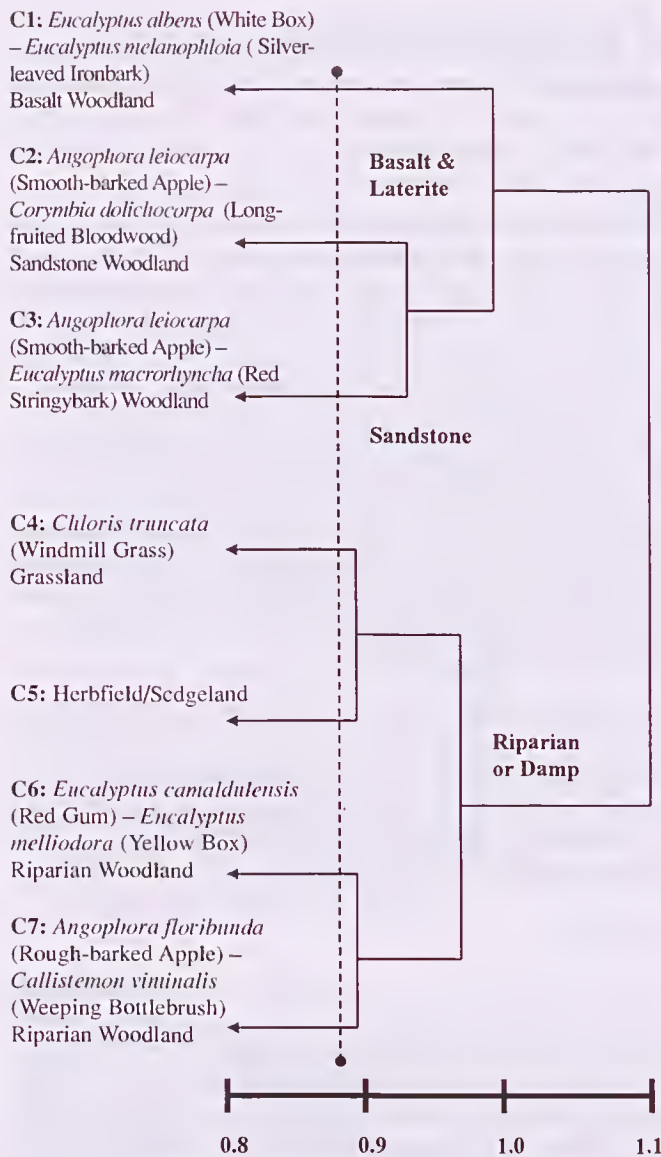 C1: Eucalyptus albens (White Box)
– Eucalyptus melanophloia ( Silver-
leaved Ironbark)
Basalt Woodland
C2: Angophora leiocarpa
(Smooth-barked Apple) –
Corymbia dolichocarpa (Long-
fruited Bloodwood)
Sandstone Woodland
Basalt &
Laterite
C3: Angophora leiocarpa
(Smooth-barked Apple) –
Eucalyptus macrorhyncha (Red
Stringybark) Woodland
Sandstone
C4: Chloris truncata
(Windmill Grass)
Grassland
C5: Herbfield/Sedgeland
Riparian
or Damp
C6: Eucalyptus camaldulensis
(Red Gum) – Eucalyptus
melliodora (Yellow Box)
Riparian Woodland
C7: Angophora floribunda
(Rough-barked Apple) –
Callistemon viminalis
(Weeping Bottlebrush)
Riparian Woodland
0.8 0.9 1.0 1.1